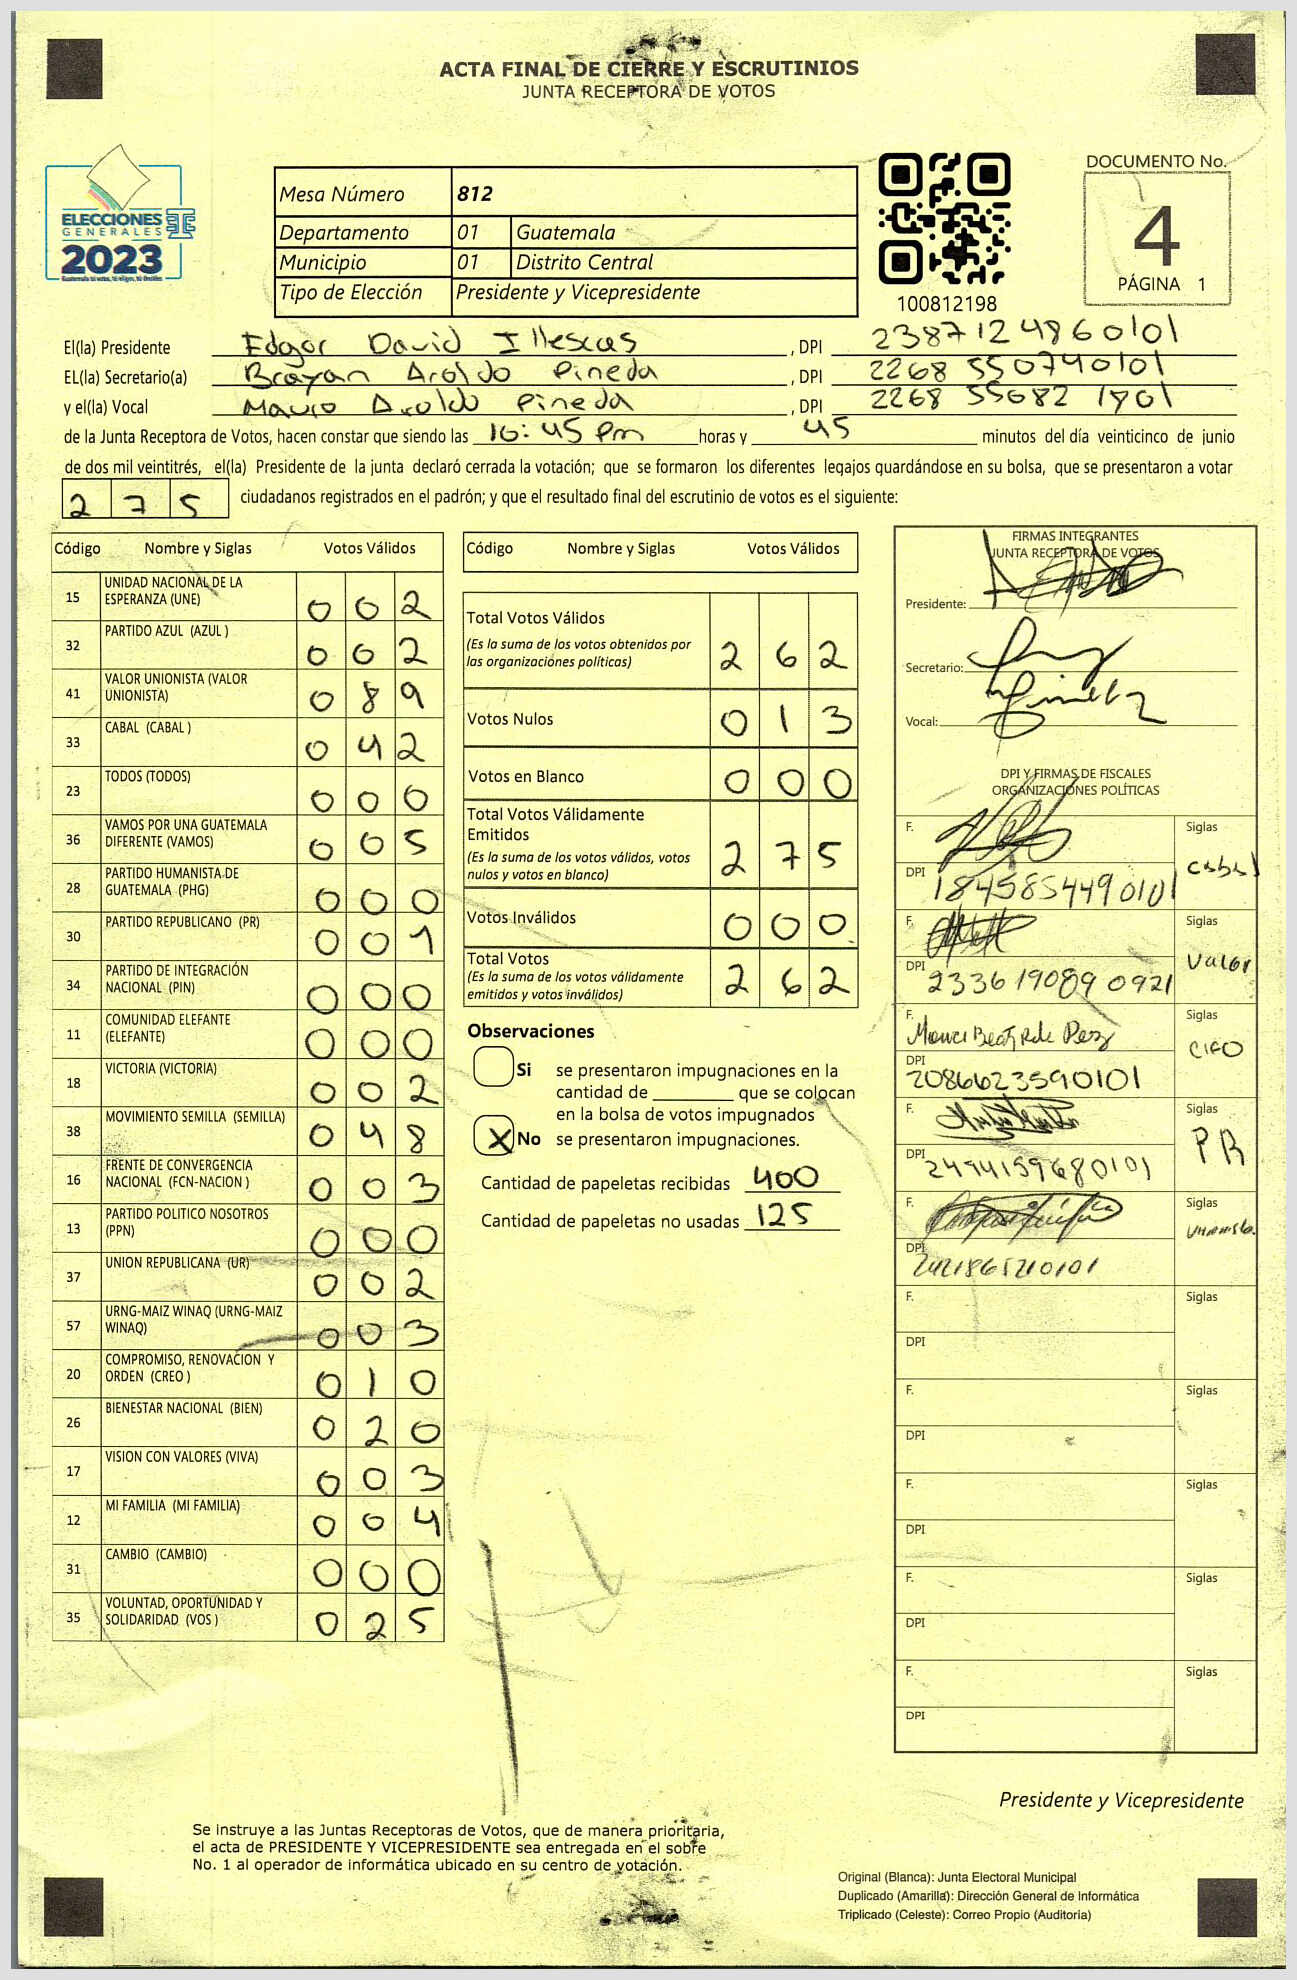 ACTA FINAL DE CIERRE Y ESCRUTINIOS
JUNTA RECEPTORA DE VOTOS
ELECCIONES
GENERALES
2023
Mesa Número 812
Departamento 01 Guatemala
Municipio 01 Distrito Central
Tipo de Elección Presidente y Vicepresidente
100812198
DOCUMENTO No.
4
PÁGINA 1
El(la) Presidente Edgar David Illescas , DPI 2387124860101
EL(la) Secretario(a) Brayan Aroldo Pineda , DPI 2268 550740101
y el(la) Vocal Mauro Aroldo Pineda , DPI 2268 55682 1801
de la Junta Receptora de Votos, hacen constar que siendo las 16:45 Pm horas y 45 minutos del día veinticinco de junio
de dos mil veintitrés, el(la) Presidente de la junta declaró cerrada la votación; que se formaron los diferentes legajos guardándose en su bolsa, que se presentaron a votar
2 7 5 ciudadanos registrados en el padrón; y que el resultado final del escrutinio de votos es el siguiente:
Código Nombre y Siglas Votos Válidos
15 UNIDAD NACIONAL DE LA ESPERANZA (UNE) 0 0 2
32 PARTIDO AZUL (AZUL ) 0 0 2
41 VALOR UNIONISTA (VALOR UNIONISTA) 0 8 9
33 CABAL (CABAL ) 0 4 2
23 TODOS (TODOS) 0 0 0
36 VAMOS POR UNA GUATEMALA DIFERENTE (VAMOS) 0 0 5
28 PARTIDO HUMANISTA DE GUATEMALA (PHG) 0 0 0
30 PARTIDO REPUBLICANO (PR) 0 0 1
34 PARTIDO DE INTEGRACIÓN NACIONAL (PIN) 0 0 0
11 COMUNIDAD ELEFANTE (ELEFANTE) 0 0 0
18 VICTORIA (VICTORIA) 0 0 2
38 MOVIMIENTO SEMILLA (SEMILLA) 0 4 8
16 FRENTE DE CONVERGENCIA NACIONAL (FCN-NACION ) 0 0 3
13 PARTIDO POLITICO NOSOTROS (PPN) 0 0 0
37 UNION REPUBLICANA (UR) 0 0 2
57 URNG-MAIZ WINAQ (URNG-MAIZ WINAQ) 0 0 3
20 COMPROMISO, RENOVACION Y ORDEN (CREO ) 0 1 0
26 BIENESTAR NACIONAL (BIEN) 0 2 0
17 VISION CON VALORES (VIVA) 0 0 3
12 MI FAMILIA (MI FAMILIA) 0 0 4
31 CAMBIO (CAMBIO) 0 0 0
35 VOLUNTAD, OPORTUNIDAD Y SOLIDARIDAD (VOS ) 0 2 5
Código Nombre y Siglas Votos Válidos
Total Votos Válidos 2 6 2
(Es la suma de los votos obtenidos por
las organizaciones políticas)
Votos Nulos 0 1 3
Votos en Blanco 0 0 0
Total Votos Válidamente
Emitidos 2 7 5
(Es la suma de los votos válidos, votos
nulos y votos en blanco)
Votos Inválidos 0 0 0
Total Votos 2 6 2
(Es la suma de los votos válidamente
emitidos y votos inválidos)
Observaciones
Si se presentaron impugnaciones en la
cantidad de ________ que se colocan
en la bolsa de votos impugnados
X No se presentaron impugnaciones.
Cantidad de papeletas recibidas 400
Cantidad de papeletas no usadas 125
FIRMAS INTEGRANTES
JUNTA RECEPTORA DE VOTOS
Presidente:
Secretario:
Vocal:
DPI Y FIRMAS DE FISCALES
ORGANIZACIONES POLÍTICAS
F. Siglas cabal
DPI 1845854490101
F. Siglas Valor
DPI 2336 19089 0921
F. Siglas
DPI 2086623590101
F. Siglas PR
DPI 2494159680101
F. Siglas
DPI
F. Siglas
DPI
F. Siglas
DPI
F. Siglas
DPI
F. Siglas
DPI
F. Siglas
DPI
Presidente y Vicepresidente
Se instruye a las Juntas Receptoras de Votos, que de manera prioritaria,
el acta de PRESIDENTE Y VICEPRESIDENTE sea entregada en el sobre
No. 1 al operador de informática ubicado en su centro de votación.
Original (Blanca): Junta Electoral Municipal
Duplicado (Amarilla): Dirección General de Informática
Triplicado (Celeste): Correo Propio (Auditoria)